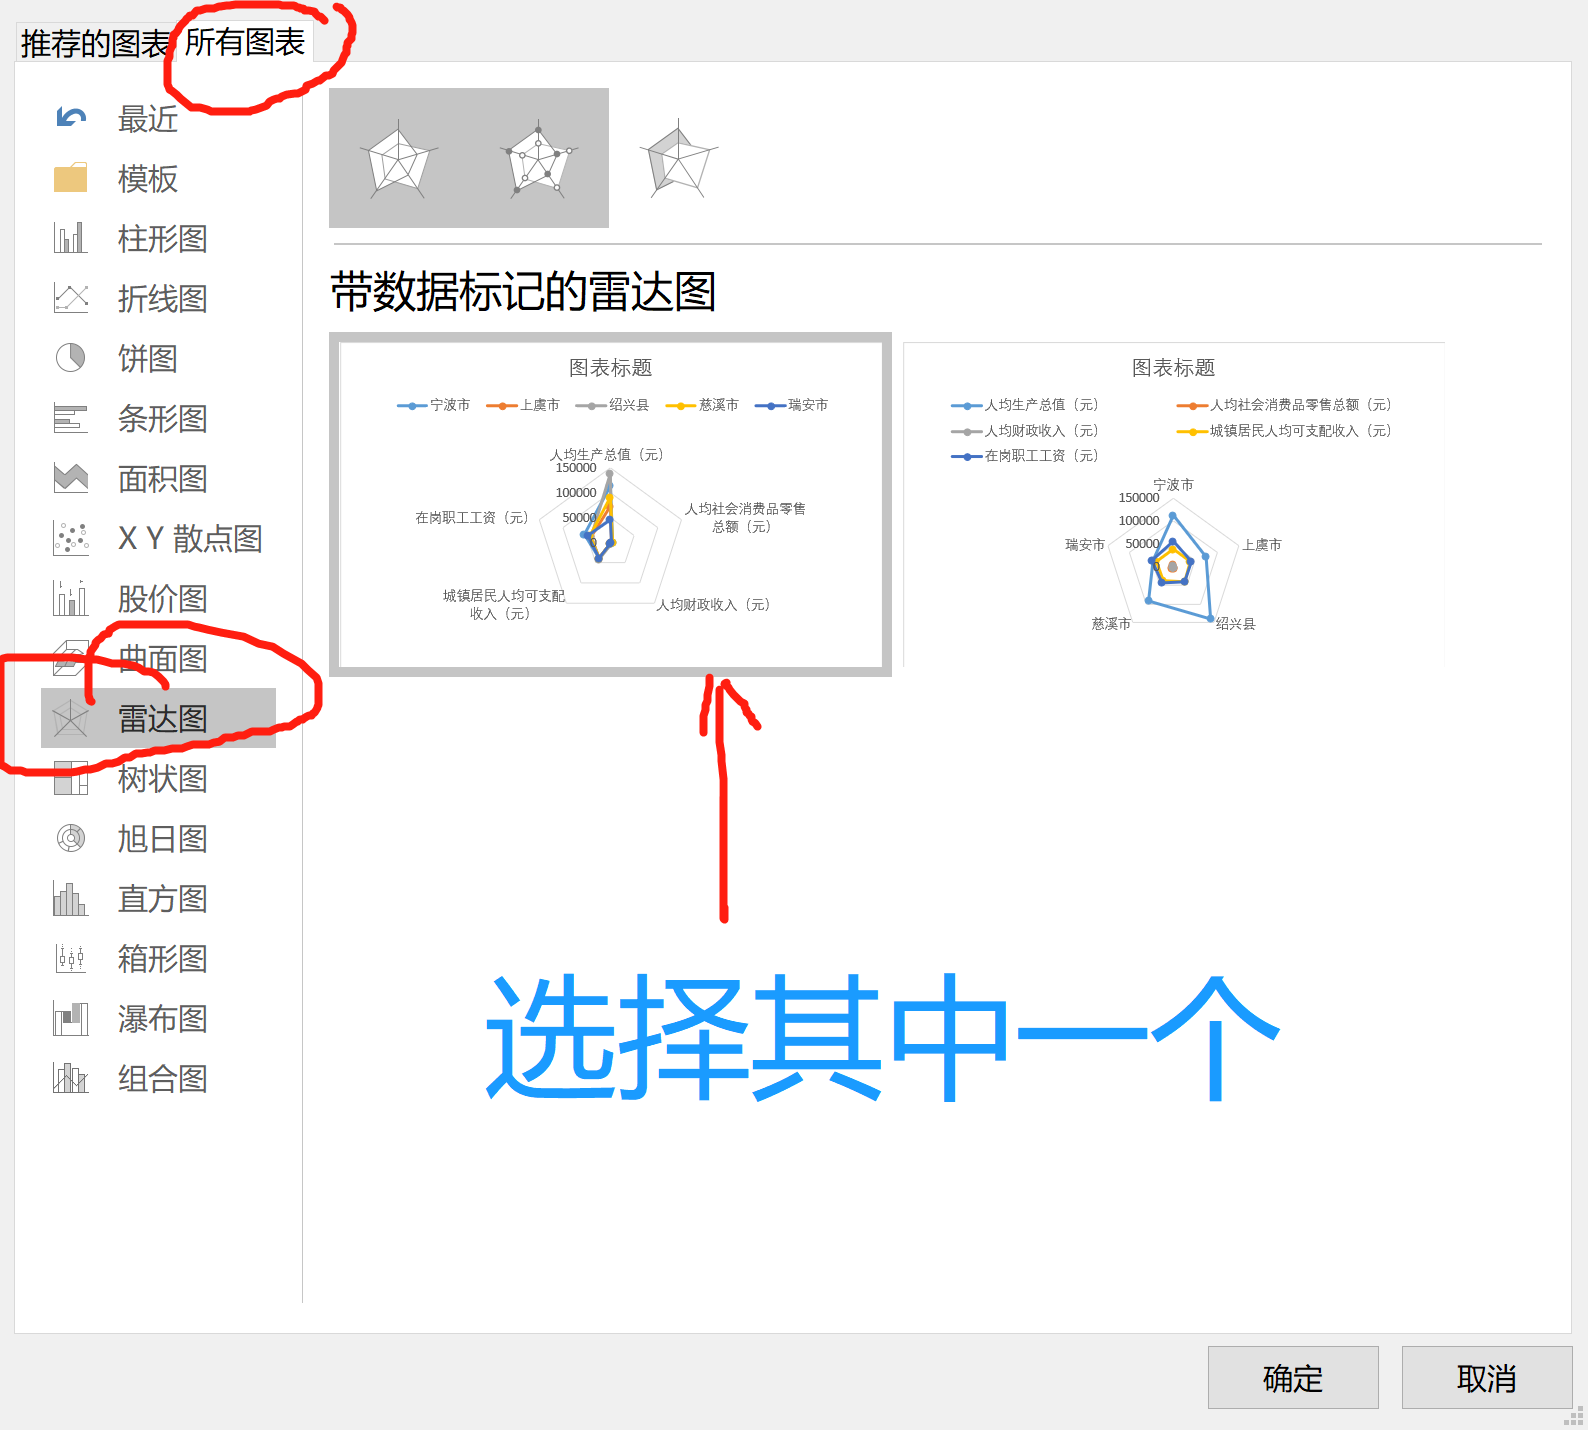 推荐的图表 所有图表
最近
模板
柱形图
折线图
饼图
条形图
面积图
X Y 散点图
股价图
曲面图
雷达图
树状图
旭日图
直方图
箱形图
瀑布图
组合图
带数据标记的雷达图
图表标题
宁波市 上虞市 绍兴县 慈溪市 瑞安市
人均生产总值（元）
150000
100000
50000
0
人均社会消费品零售
总额（元）
在岗职工工资（元）
城镇居民人均可支配
收入（元）
人均财政收入（元）
图表标题
人均生产总值（元） 人均社会消费品零售总额（元）
人均财政收入（元） 城镇居民人均可支配收入（元）
在岗职工工资（元）
宁波市
150000
100000
50000
0
瑞安市 上虞市
慈溪市 绍兴县
选择其中一个
确定 取消